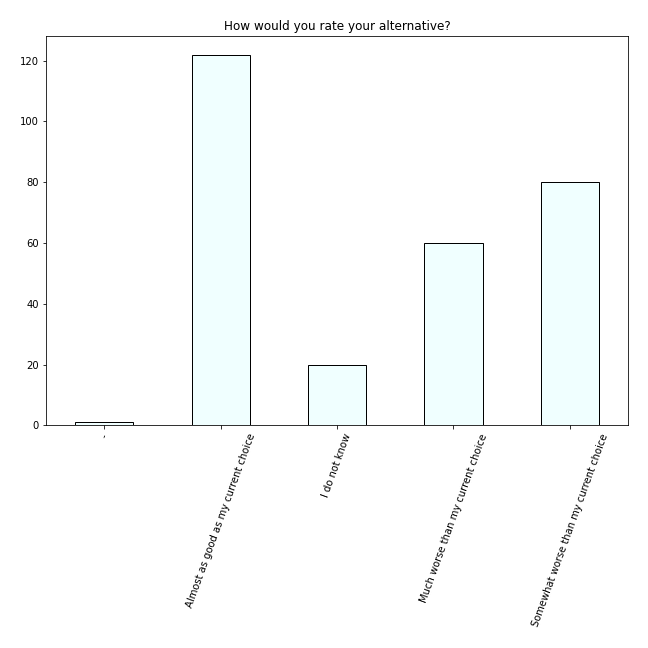 How would you rate your alternative?
120
100
80
60
40
20
0
-
Almost as good as my current choice
I do not know
Much worse than my current choice
Somewhat worse than my current choice